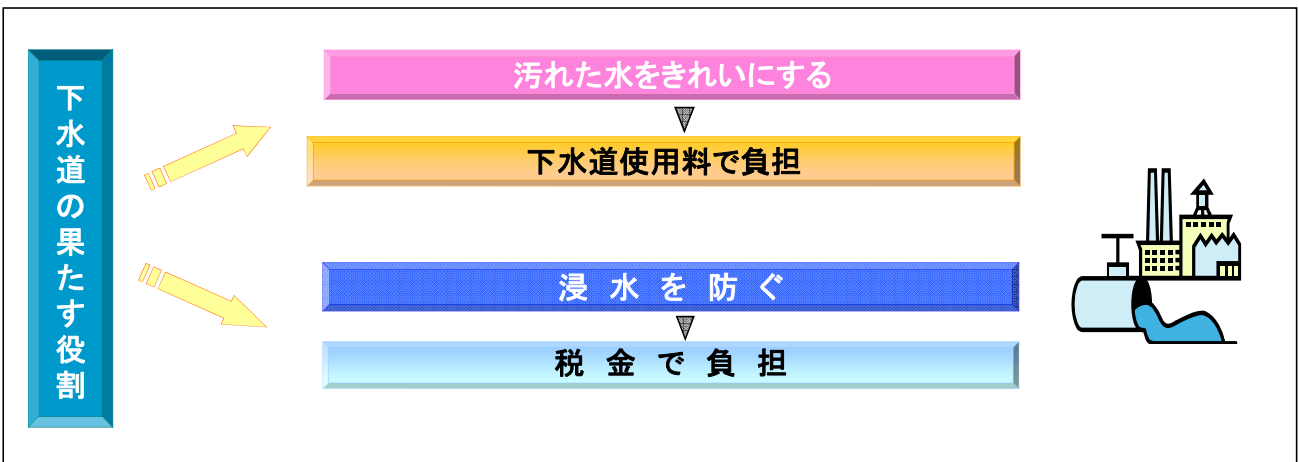 下水道の果たす役割
汚れた水をきれいにする
下水道使用料で負担
浸水を防ぐ
税金で負担